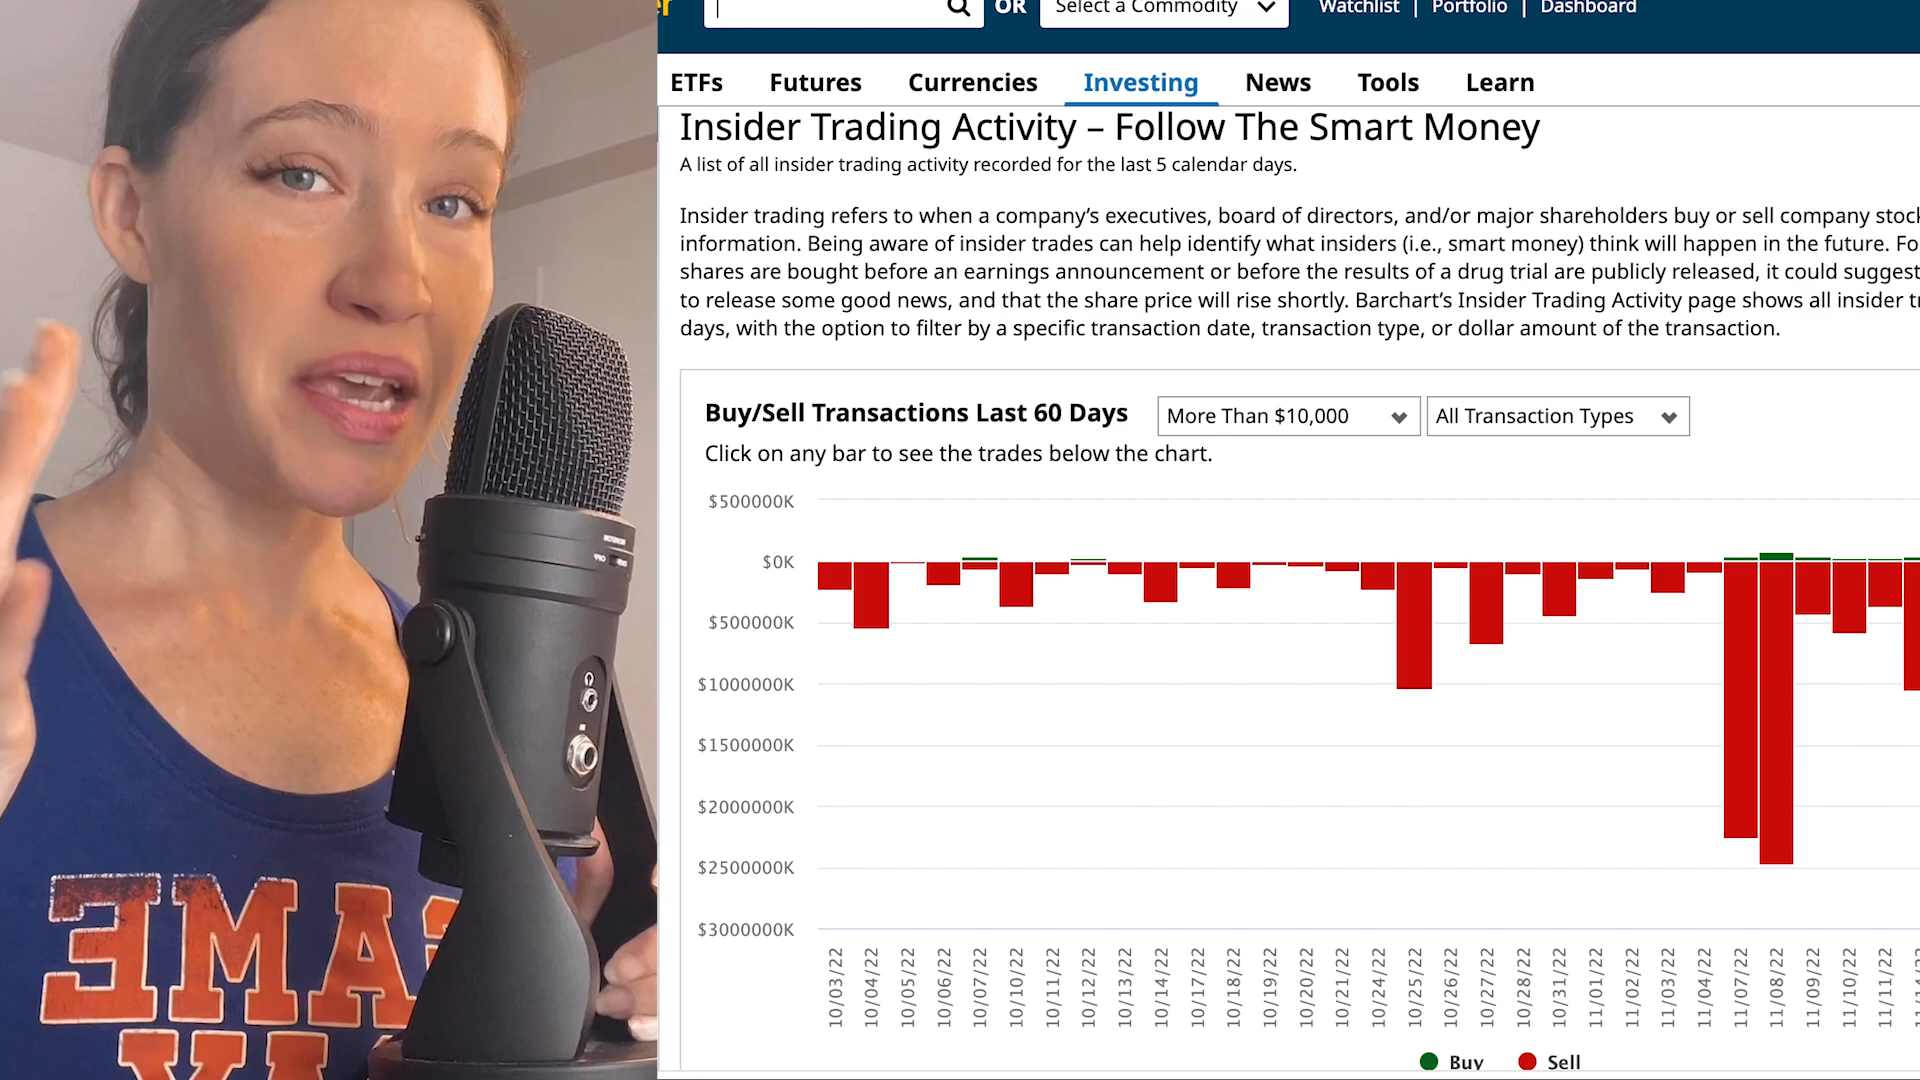 er
OR
Select a Commodity
Watchlist | Portfolio | Dashboard
ETFs Futures Currencies Investing News Tools Learn
Insider Trading Activity – Follow The Smart Money
A list of all insider trading activity recorded for the last 5 calendar days.
Insider trading refers to when a company’s executives, board of directors, and/or major shareholders buy or sell company stock
information. Being aware of insider trades can help identify what insiders (i.e., smart money) think will happen in the future. Fo
shares are bought before an earnings announcement or before the results of a drug trial are publicly released, it could suggest
to release some good news, and that the share price will rise shortly. Barchart’s Insider Trading Activity page shows all insider tr
days, with the option to filter by a specific transaction date, transaction type, or dollar amount of the transaction.
Buy/Sell Transactions Last 60 Days
More Than $10,000
All Transaction Types
Click on any bar to see the trades below the chart.
$500000K
$0K
$500000K
$1000000K
$1500000K
$2000000K
$2500000K
$3000000K
10/03/22
10/04/22
10/05/22
10/06/22
10/07/22
10/10/22
10/11/22
10/12/22
10/13/22
10/14/22
10/17/22
10/18/22
10/19/22
10/20/22
10/21/22
10/24/22
10/25/22
10/26/22
10/27/22
10/28/22
10/31/22
11/01/22
11/02/22
11/03/22
11/04/22
11/07/22
11/08/22
11/09/22
11/10/22
11/11/22
11/14/22
Buy Sell
GAME